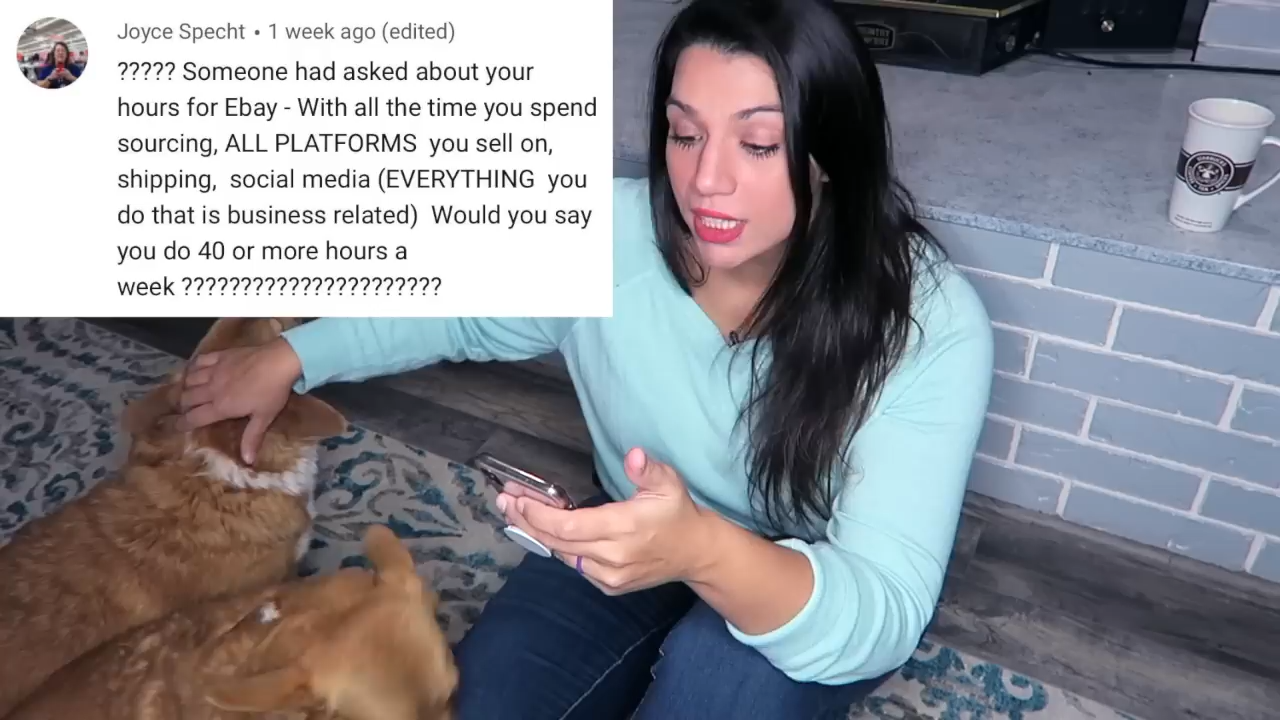 Joyce Specht • 1 week ago (edited)
????? Someone had asked about your
hours for Ebay - With all the time you spend
sourcing, ALL PLATFORMS  you sell on,
shipping,  social media (EVERYTHING  you
do that is business related)  Would you say
you do 40 or more hours a
week ??????????????????????